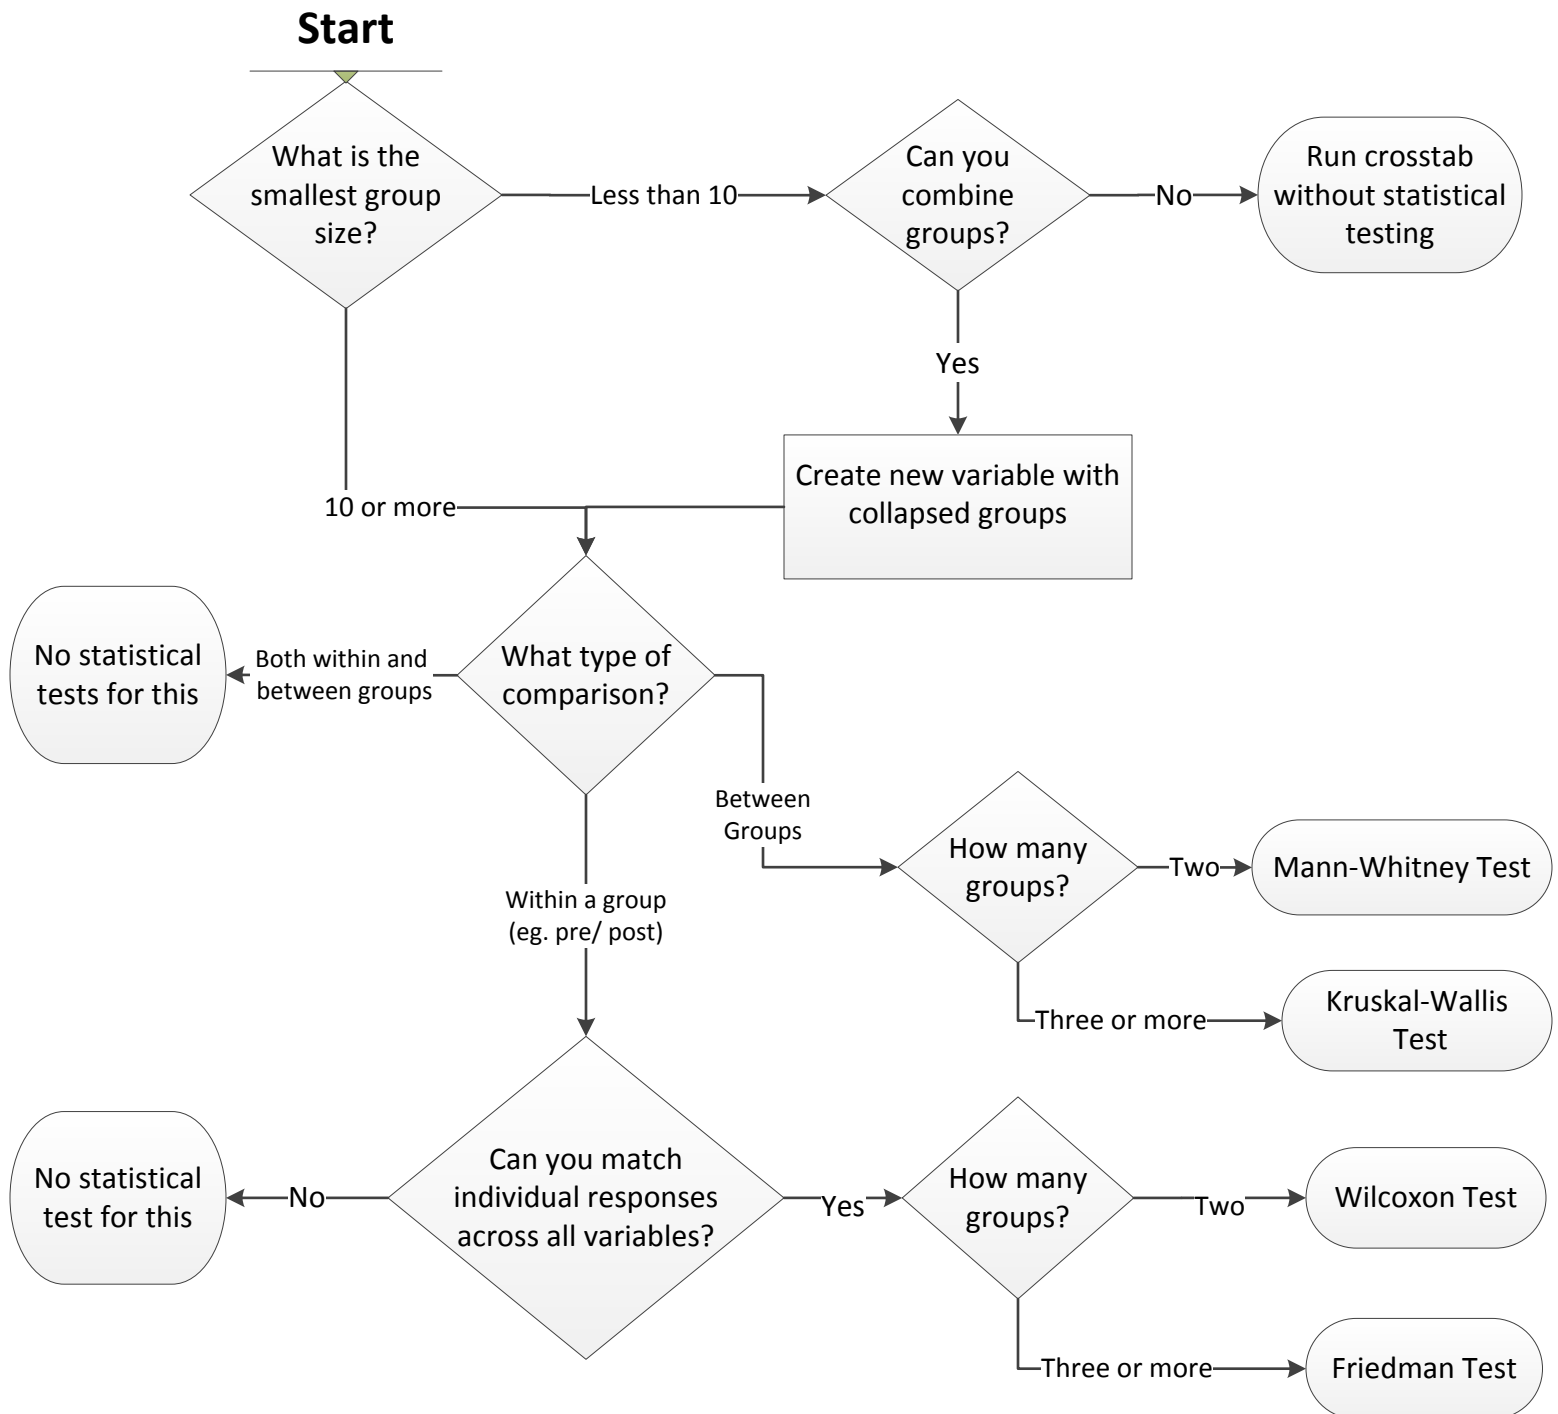 Start
What is the
smallest group
size?
Less than 10
Can you
combine
groups?
No
Run crosstab
without statistical
testing
Yes
Create new variable with
collapsed groups
10 or more
What type of
comparison?
Both within and
between groups
No statistical
tests for this
Between
Groups
How many
groups?
Two
Mann-Whitney Test
Three or more
Kruskal-Wallis
Test
Within a group
(eg. pre/ post)
Can you match
individual responses
across all variables?
No
No statistical
test for this
Yes
How many
groups?
Two
Wilcoxon Test
Three or more
Friedman Test